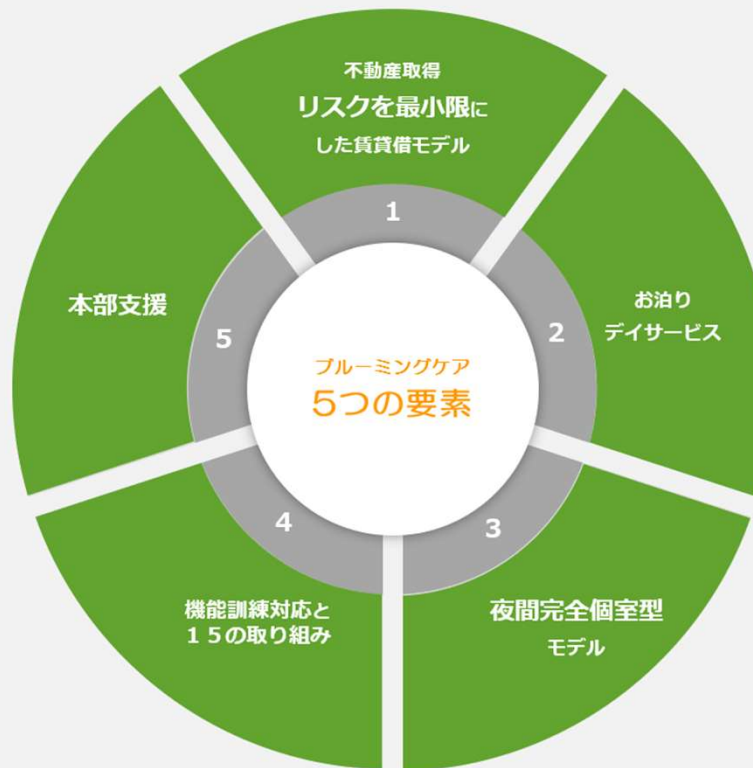 不動産取得
リスクを最小限に
した賃貸借モデル
1
お泊り
デイサービス
2
夜間完全個室型
モデル
3
機能訓練対応と
１５の取り組み
4
本部支援
5
ブルーミングケア
5つの要素